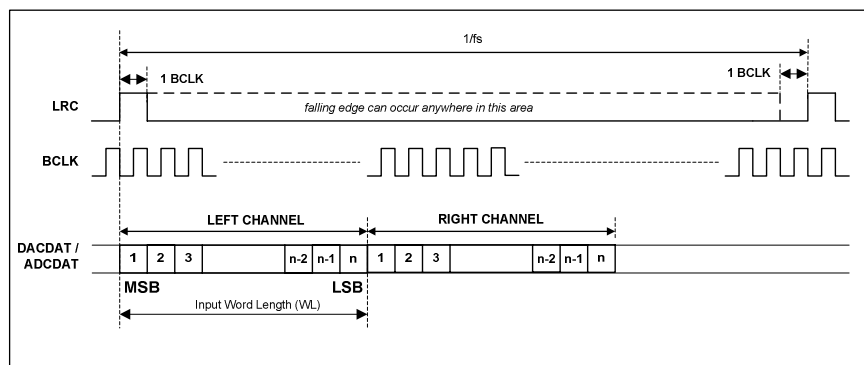 1/fs
1 BCLK
1 BCLK
LRC
falling edge can occur anywhere in this area
BCLK
LEFT CHANNEL
RIGHT CHANNEL
DACDAT /
ADCDAT
1 2 3 n-2 n-1 n 1 2 3 n-2 n-1 n
MSB
LSB
Input Word Length (WL)